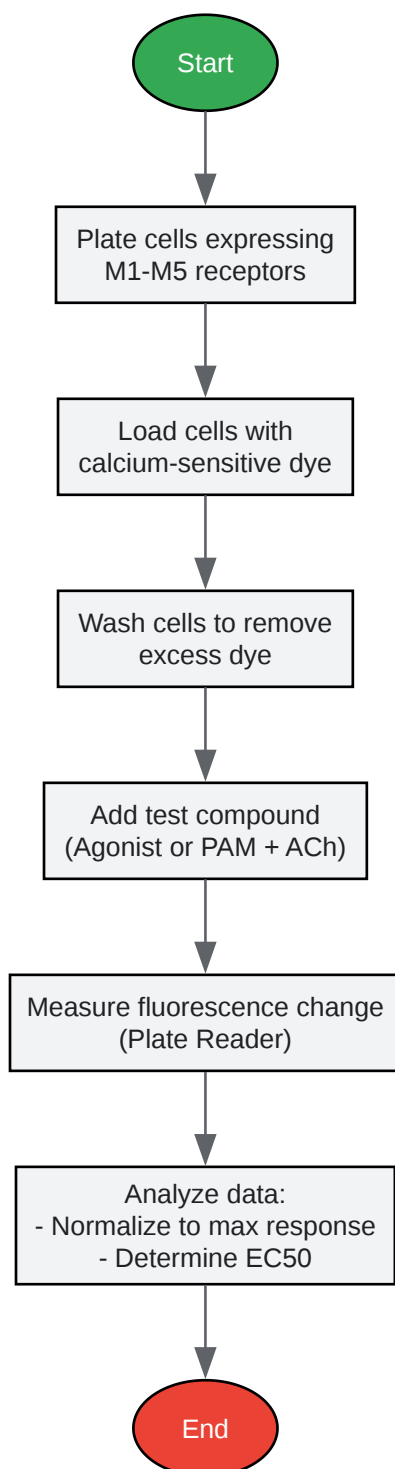 Start
Plate cells expressing
M1-M5 receptors
Load cells with
calcium-sensitive dye
Wash cells to remove
excess dye
Add test compound
(Agonist or PAM + ACh)
Measure fluorescence change
(Plate Reader)
Analyze data:
- Normalize to max response
- Determine EC50
End